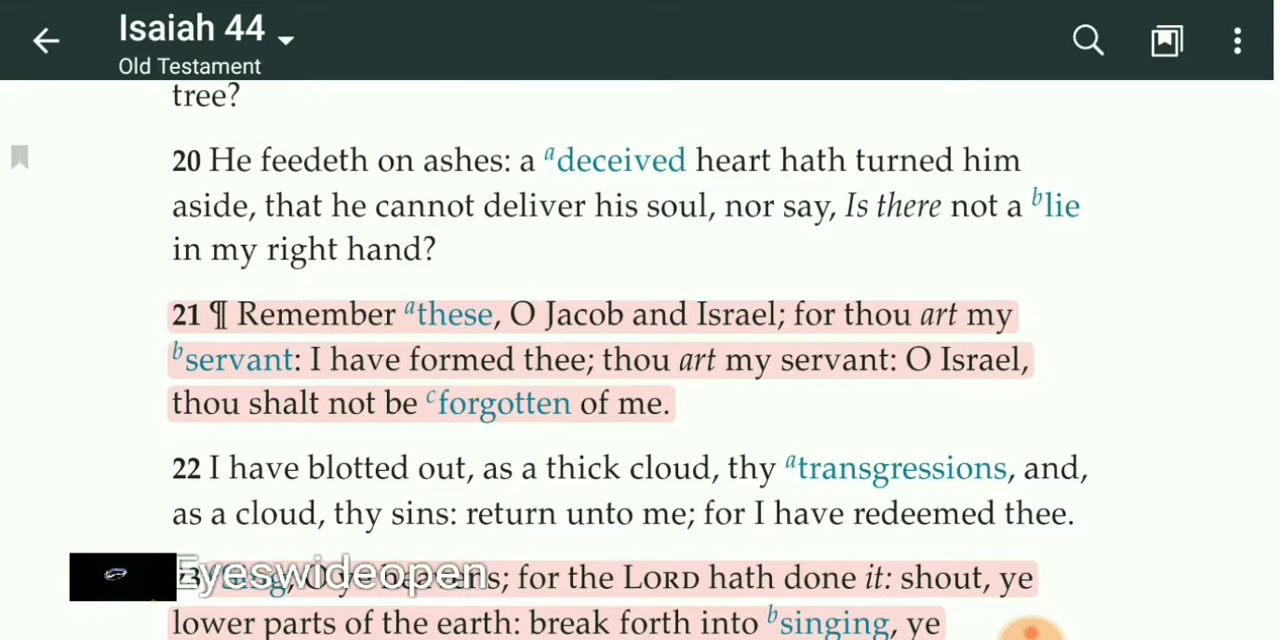 Isaiah 44
Old Testament
tree?
20 He feedeth on ashes: a ᵃdeceived heart hath turned him
aside, that he cannot deliver his soul, nor say, Is there not a ᵇlie
in my right hand?
21 ¶ Remember ᵃthese, O Jacob and Israel; for thou art my
ᵇservant: I have formed thee; thou art my servant: O Israel,
thou shalt not be ᶜforgotten of me.
22 I have blotted out, as a thick cloud, thy ᵃtransgressions, and,
as a cloud, thy sins: return unto me; for I have redeemed thee.
Eyeswideopen
23 O ye heavens; for the LORD hath done it: shout, ye
lower parts of the earth: break forth into ᵇsinging, ye